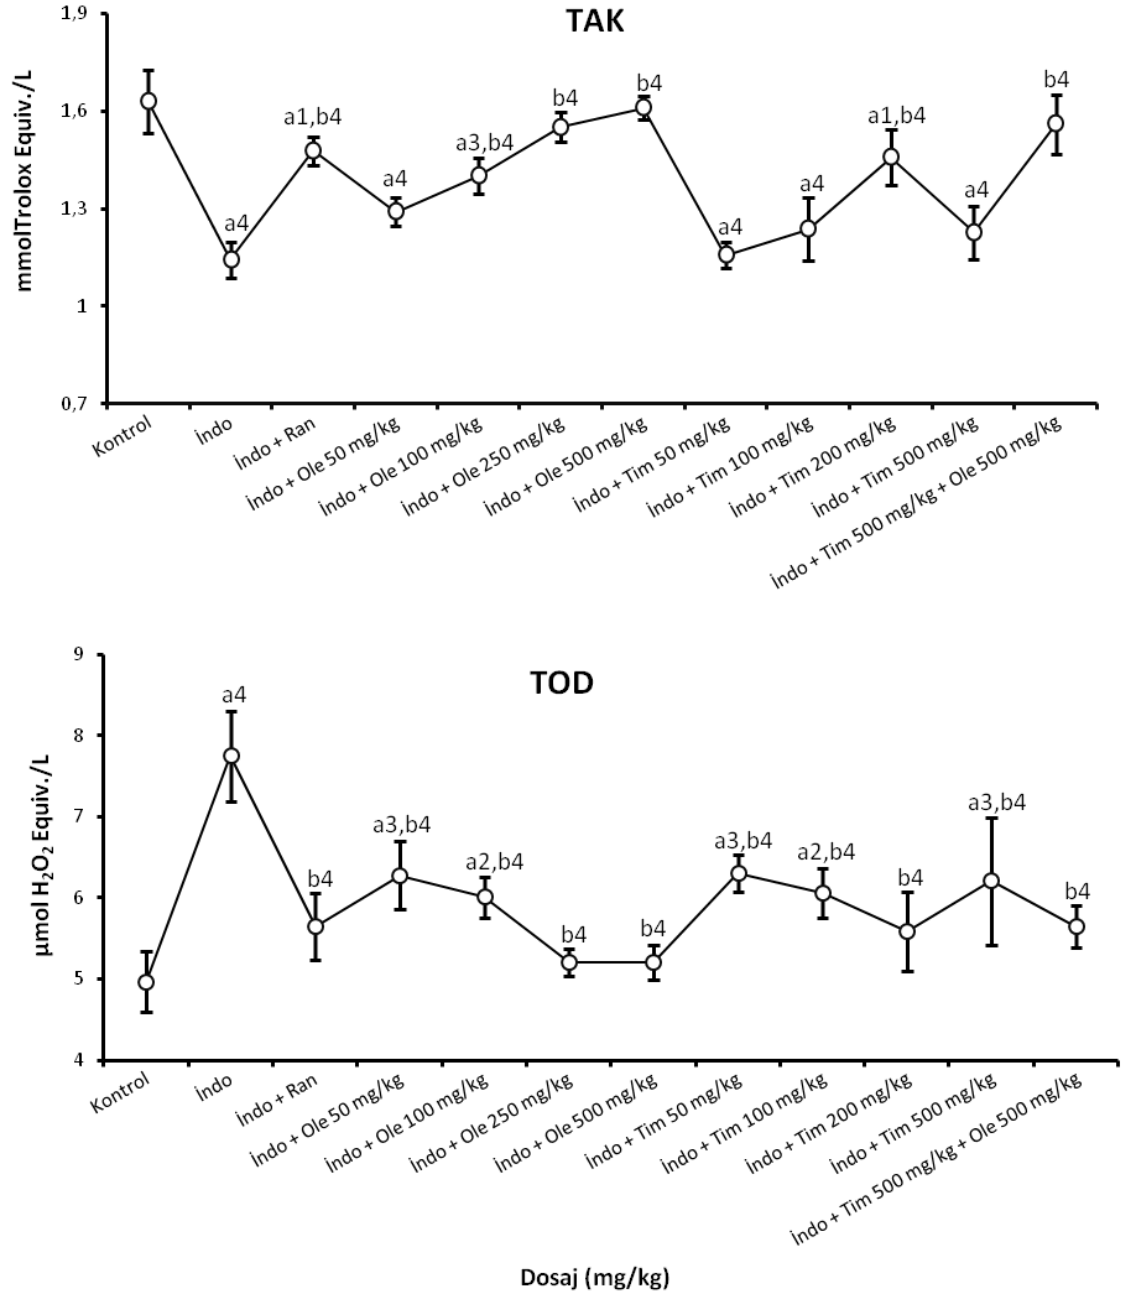 TAK
mmolTrolox Equiv./L
1,9
1,6
1,3
1
0,7
a4
a1,b4
a4
a3,b4
b4
b4
a4
a4
a1,b4
a4
b4
Kontrol
İndo
İndo + Ran
İndo + Ole 50 mg/kg
İndo + Ole 100 mg/kg
İndo + Ole 250 mg/kg
İndo + Ole 500 mg/kg
İndo + Tim 50 mg/kg
İndo + Tim 100 mg/kg
İndo + Tim 200 mg/kg
İndo + Tim 500 mg/kg
İndo + Tim 500 mg/kg + Ole 500 mg/kg
TOD
µmol H₂O₂ Equiv./L
9
8
7
6
5
4
a4
b4
a3,b4
a2,b4
b4
b4
a3,b4
a2,b4
b4
a3,b4
b4
Kontrol
İndo
İndo + Ran
İndo + Ole 50 mg/kg
İndo + Ole 100 mg/kg
İndo + Ole 250 mg/kg
İndo + Ole 500 mg/kg
İndo + Tim 50 mg/kg
İndo + Tim 100 mg/kg
İndo + Tim 200 mg/kg
İndo + Tim 500 mg/kg
İndo + Tim 500 mg/kg + Ole 500 mg/kg
Dosaj (mg/kg)